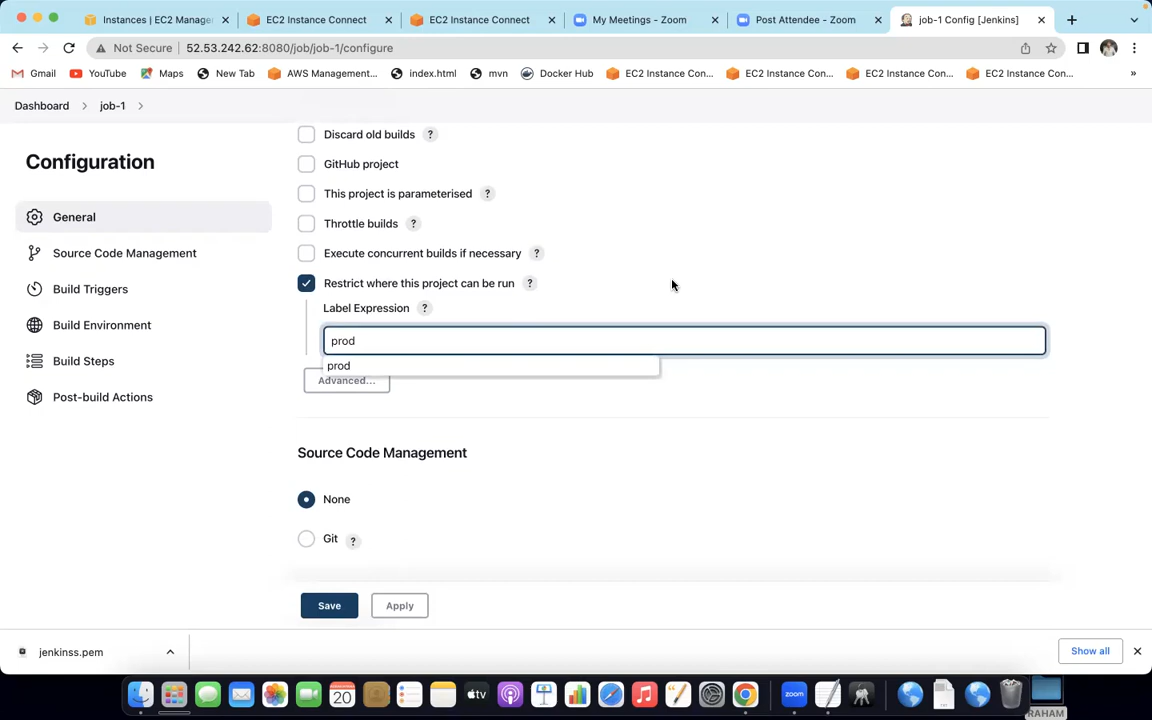 Instances | EC2 Manage
EC2 Instance Connect
EC2 Instance Connect
My Meetings - Zoom
Post Attendee - Zoom
job-1 Config [Jenkins]
Not Secure
52.53.242.62:8080/job/job-1/configure
Gmail
YouTube
Maps
New Tab
AWS Management...
index.html
mvn
Docker Hub
EC2 Instance Con...
EC2 Instance Con...
EC2 Instance Con...
EC2 Instance Con...
»
Dashboard
job-1
Configuration
General
Source Code Management
Build Triggers
Build Environment
Build Steps
Post-build Actions
Discard old builds ?
GitHub project
This project is parameterised ?
Throttle builds ?
Execute concurrent builds if necessary ?
Restrict where this project can be run ?
Label Expression ?
prod
prod
Advanced...
Source Code Management
None
Git ?
Save
Apply
jenkinss.pem
Show all
20
tv
zoom
RAHAM